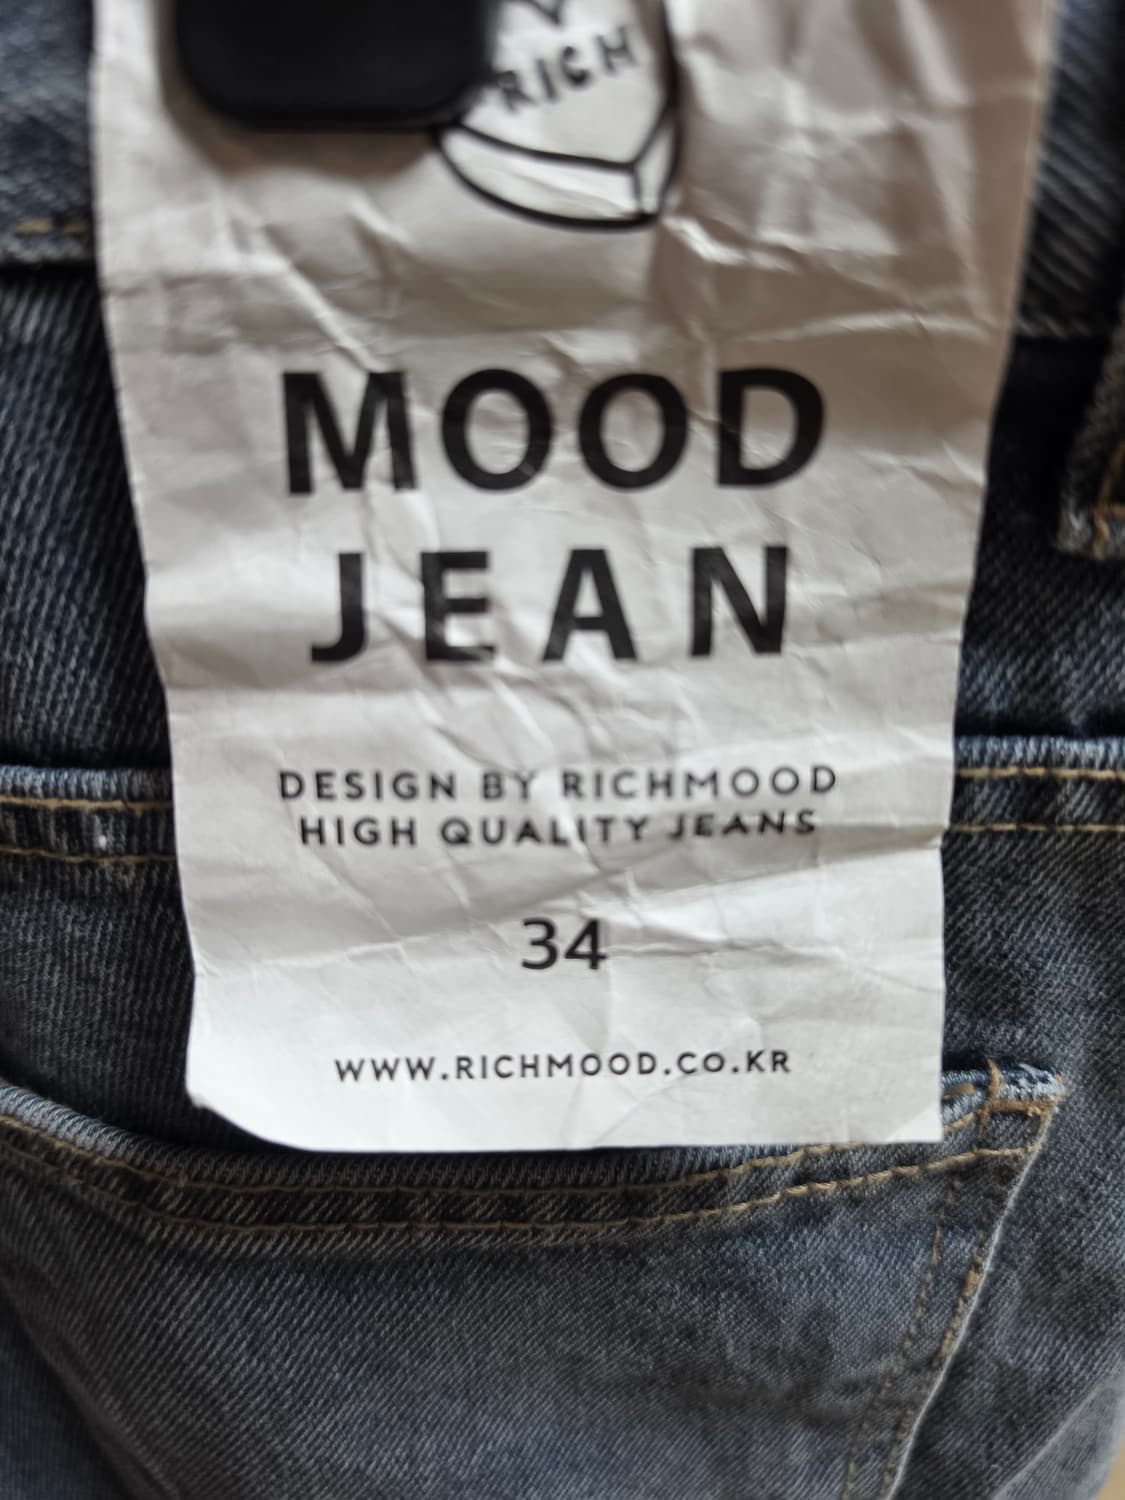 RICH
MOOD
JEAN
DESIGN BY RICHMOOD
HIGH QUALITY JEANS
34
WWW.RICHMOOD.CO.KR